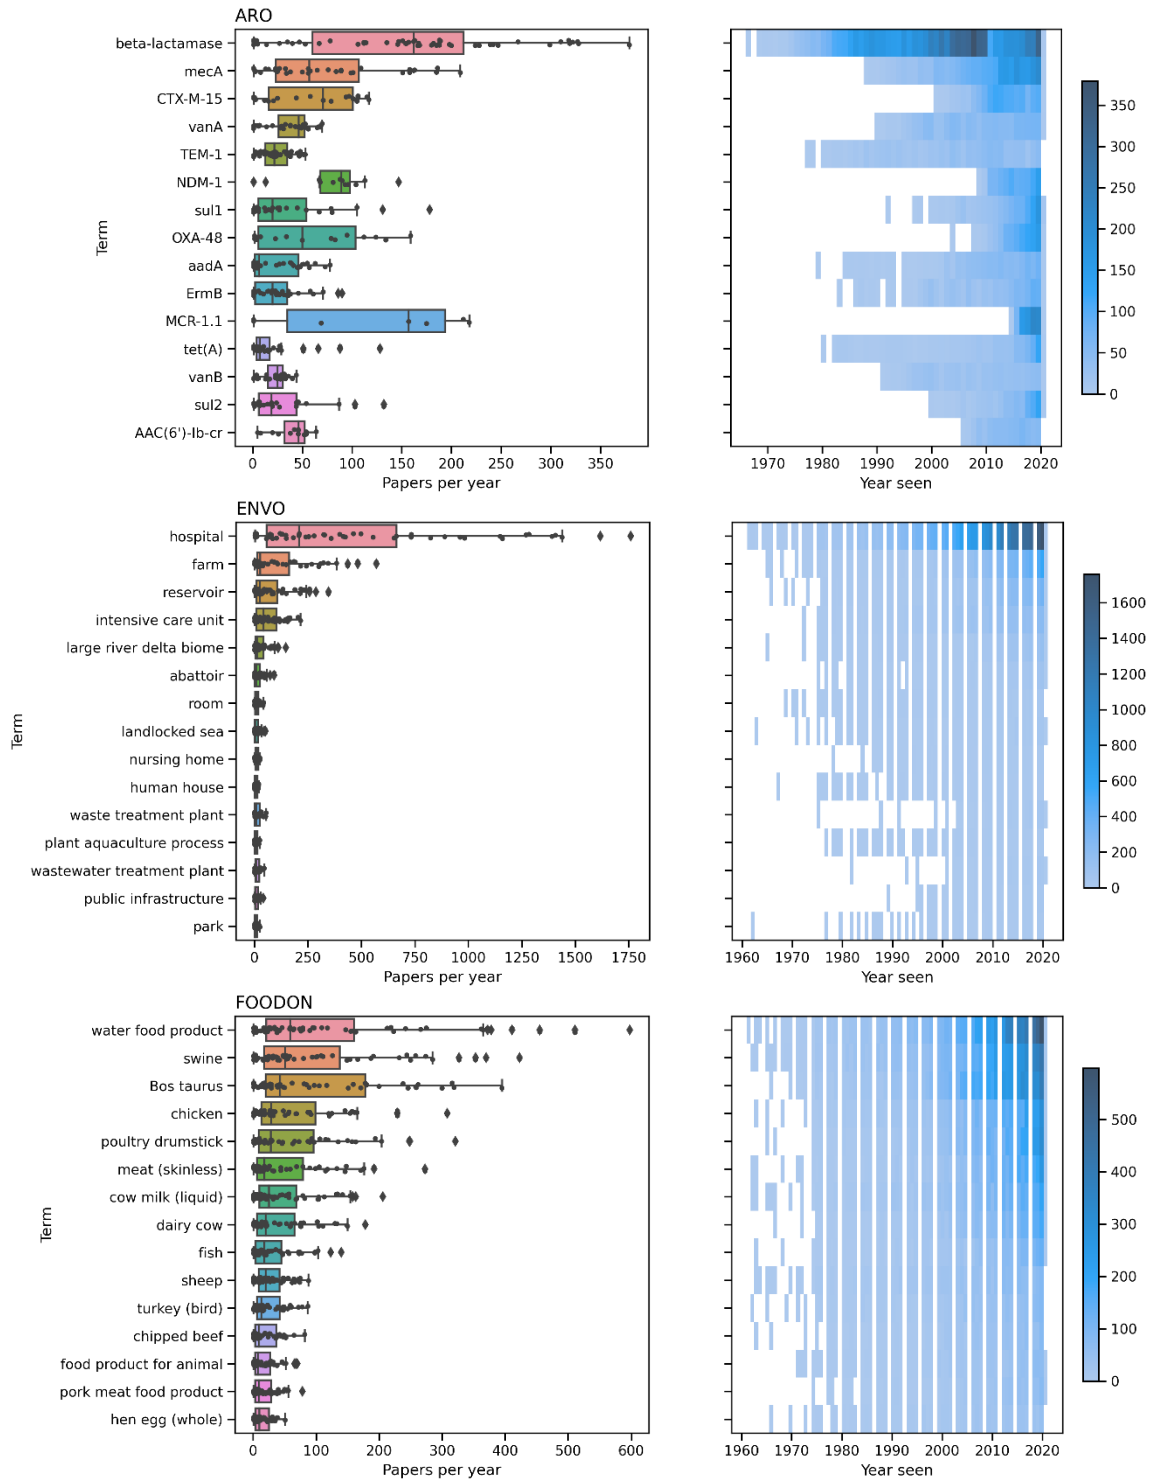 ARO
beta-lactamase
mecA
CTX-M-15
vanA
TEM-1
NDM-1
sul1
OXA-48
aadA
ErmB
MCR-1.1
tet(A)
vanB
sul2
AAC(6')-Ib-cr
Term
0 50 100 150 200 250 300 350
Papers per year
1970 1980 1990 2000 2010 2020
Year seen
350
300
250
200
150
100
50
0
ENVO
hospital
farm
reservoir
intensive care unit
large river delta biome
abattoir
room
landlocked sea
nursing home
human house
waste treatment plant
plant aquaculture process
wastewater treatment plant
public infrastructure
park
Term
0 250 500 750 1000 1250 1500 1750
Papers per year
1960 1970 1980 1990 2000 2010 2020
Year seen
1600
1400
1200
1000
800
600
400
200
0
FOODON
water food product
swine
Bos taurus
chicken
poultry drumstick
meat (skinless)
cow milk (liquid)
dairy cow
fish
sheep
turkey (bird)
chipped beef
food product for animal
pork meat food product
hen egg (whole)
Term
0 100 200 300 400 500 600
Papers per year
1960 1970 1980 1990 2000 2010 2020
Year seen
500
400
300
200
100
0